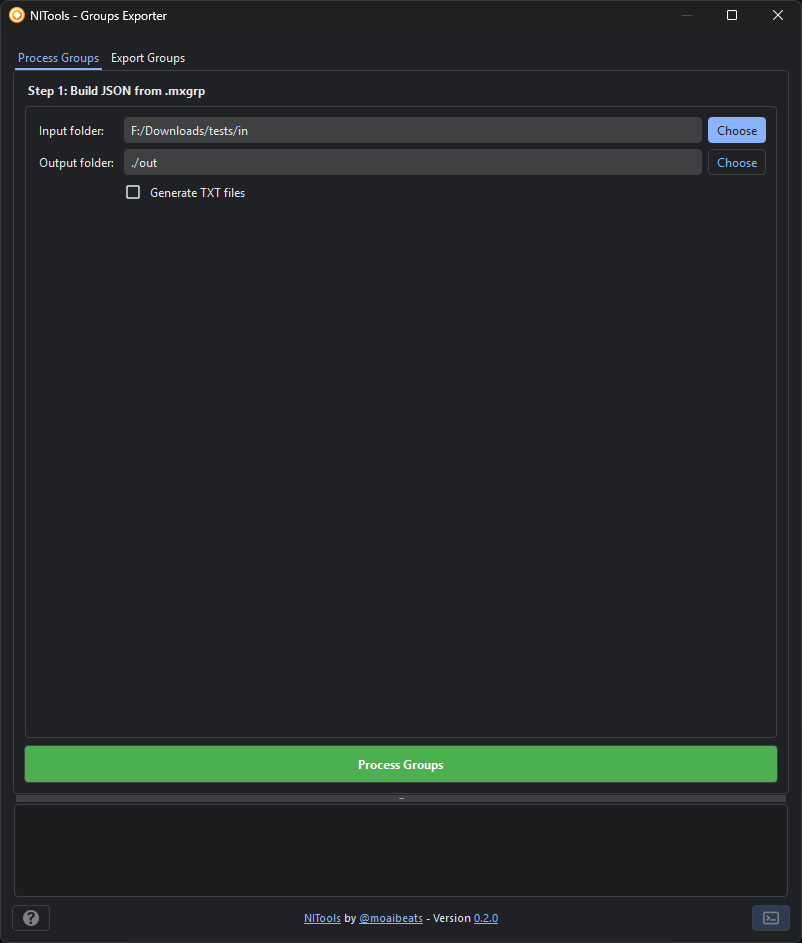 NITools - Groups Exporter
Process Groups Export Groups
Step 1: Build JSON from .mxgrp
Input folder: F:/Downloads/tests/in Choose
Output folder: ./out Choose
Generate TXT files
Process Groups
NITools by @moaibeats - Version 0.2.0